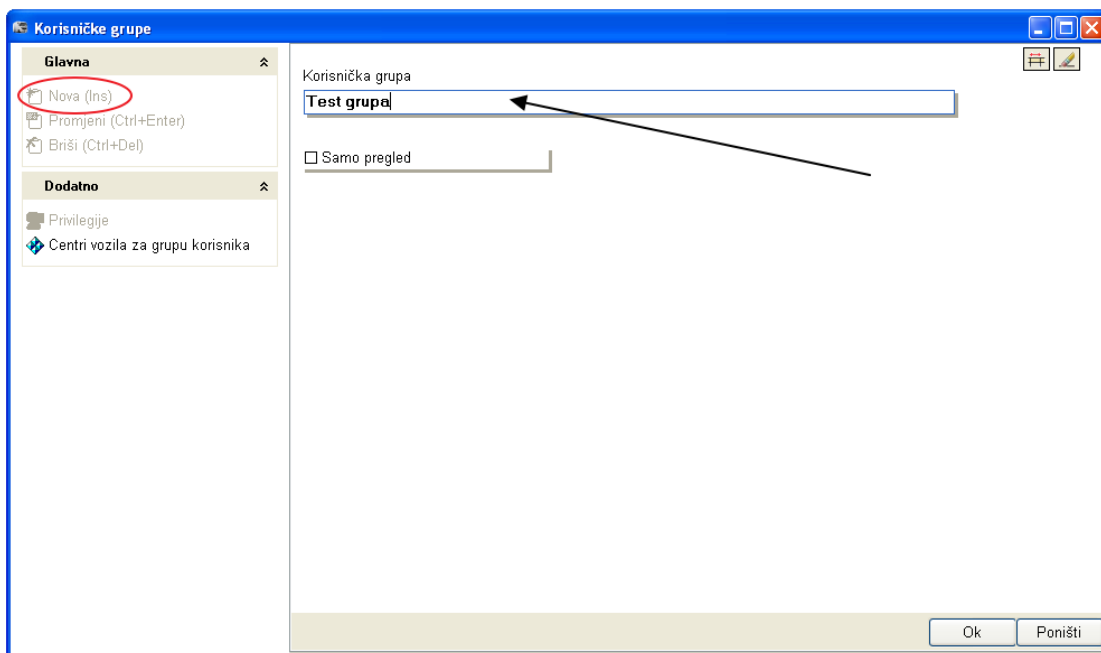 Korisničke grupe
Glavna
Nova (Ins)
Promjeni (Ctrl+Enter)
Briši (Ctrl+Del)
Dodatno
Privilegije
Centri vozila za grupu korisnika
Korisnička grupa
Test grupa
Samo pregled
Ok
Poništi